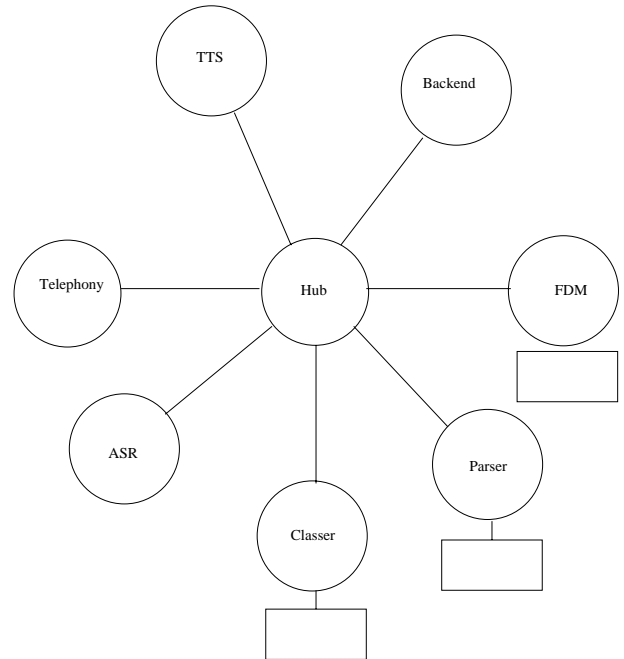 TTS
Backend
Telephony
Hub
FDM
ASR
Parser
Classer